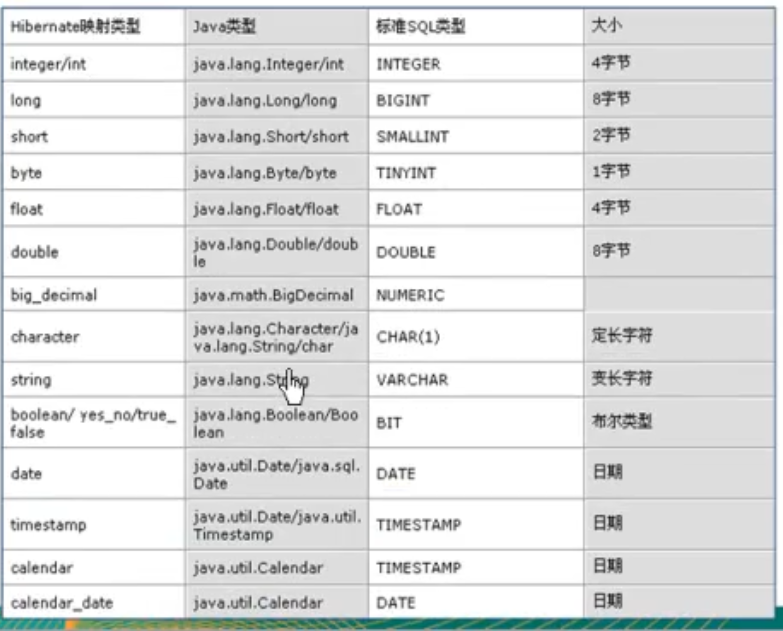 Hibernate映射类型 Java类型 标准SQL类型 大小
integer/int java.lang.Integer/int INTEGER 4字节
long java.lang.Long/long BIGINT 8字节
short java.lang.Short/short SMALLINT 2字节
byte java.lang.Byte/byte TINYINT 1字节
float java.lang.Float/float FLOAT 4字节
double java.lang.Double/doub
le DOUBLE 8字节
big_decimal java.math.BigDecimal NUMERIC
character java.lang.Character/ja
va.lang.String/char CHAR(1) 定长字符
string java.lang.String VARCHAR 变长字符
boolean/ yes_no/true_
false java.lang.Boolean/Boo
lean BIT 布尔类型
date java.util.Date/java.sql.
Date DATE 日期
timestamp java.util.Date/java.util.
Timestamp TIMESTAMP 日期
calendar java.util.Calendar TIMESTAMP 日期
calendar_date java.util.Calendar DATE 日期